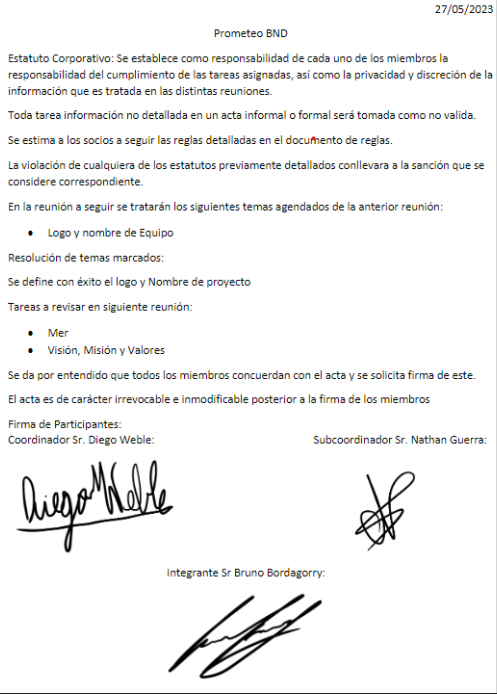 27/05/2023
Prometeo BND
Estatuto Corporativo: Se establece como responsabilidad de cada uno de los miembros la
responsabilidad del cumplimiento de las tareas asignadas, así como la privacidad y discreción de la
información que es tratada en las distintas reuniones.
Toda tarea información no detallada en un acta informal o formal será tomada como no valida.
Se estima a los socios a seguir las reglas detalladas en el documento de reglas.
La violación de cualquiera de los estatutos previamente detallados conllevara a la sanción que se
considere correspondiente.
En la reunión a seguir se tratarán los siguientes temas agendados de la anterior reunión:
• Logo y nombre de Equipo
Resolución de temas marcados:
Se define con éxito el logo y Nombre de proyecto
Tareas a revisar en siguiente reunión:
• Mer
• Visión, Misión y Valores
Se da por entendido que todos los miembros concuerdan con el acta y se solicita firma de este.
El acta es de carácter irrevocable e inmodificable posterior a la firma de los miembros
Firma de Participantes:
Coordinador Sr. Diego Weble: Subcoordinador Sr. Nathan Guerra:
Diego M Weble
Integrante Sr Bruno Bordagorry: